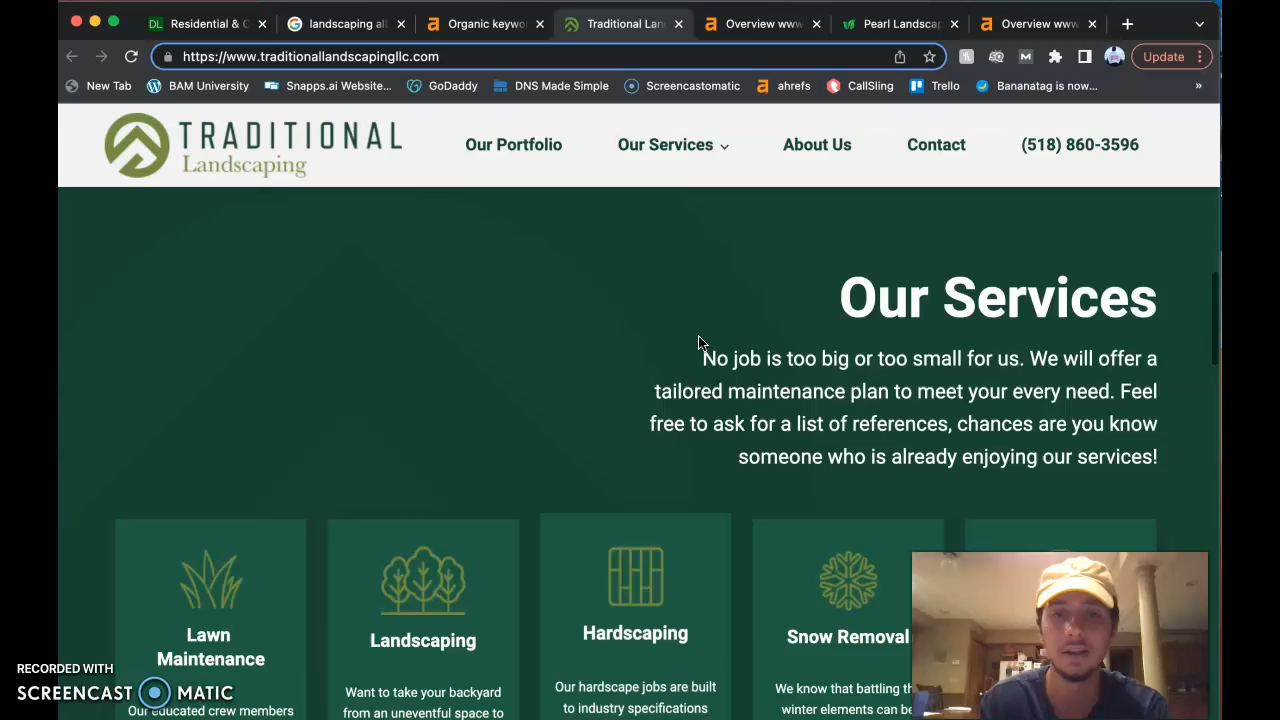 Residential & C
landscaping all
Organic keywo
Traditional Lan
Overview www
Pearl Landscap
Overview www
https://www.traditionallandscapingllc.com
Update
New Tab
BAM University
Snapps.ai Website...
GoDaddy
DNS Made Simple
Screencastomatic
ahrefs
CallSling
Trello
Bananatag is now...
»
TRADITIONAL
Landscaping
Our Portfolio
Our Services
About Us
Contact
(518) 860-3596
Our Services
No job is too big or too small for us. We will offer a
tailored maintenance plan to meet your every need. Feel
free to ask for a list of references, chances are you know
someone who is already enjoying our services!
Lawn
Maintenance
Our educated crew members
Landscaping
Want to take your backyard
from an uneventful space to
Hardscaping
Our hardscape jobs are built
to industry specifications
Snow Removal
We know that battling th
winter elements can be
RECORDED WITH
SCREENCAST MATIC